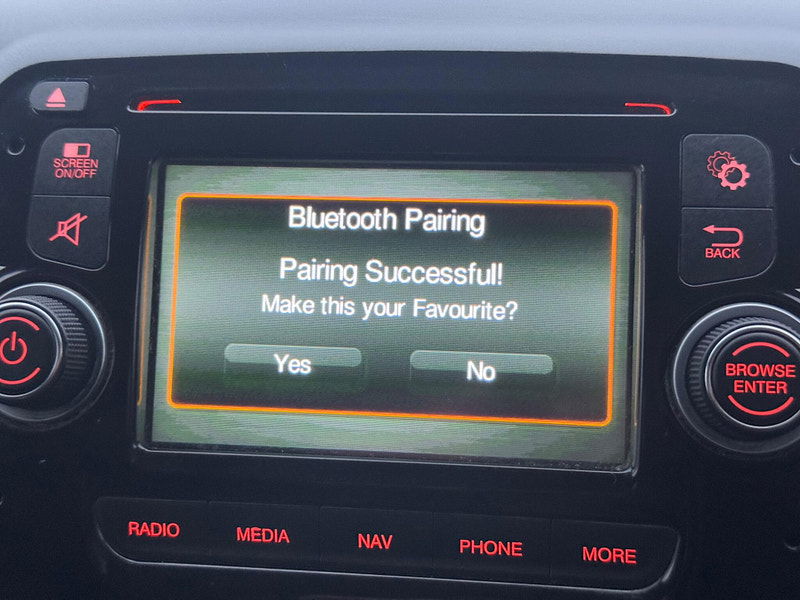 SCREEN
ON/OFF
Bluetooth Pairing
Pairing Successful!
Make this your Favourite?
Yes
No
BACK
BROWSE
ENTER
RADIO
MEDIA
NAV
PHONE
MORE